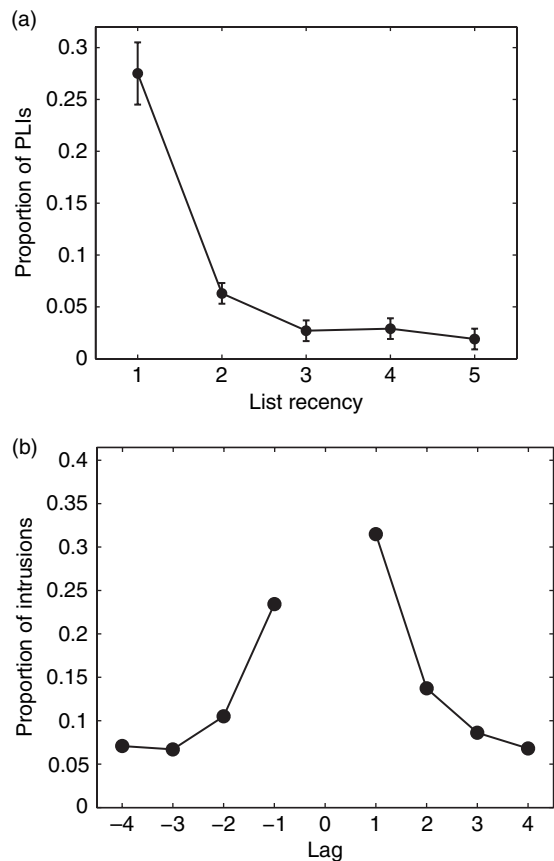 (a)
Proportion of PLIs
0.3
0.25
0.2
0.15
0.1
0.05
0
1 2 3 4 5
List recency
(b)
Proportion of intrusions
0.4
0.35
0.3
0.25
0.2
0.15
0.1
0.05
0
−4 −3 −2 −1 0 1 2 3 4
Lag